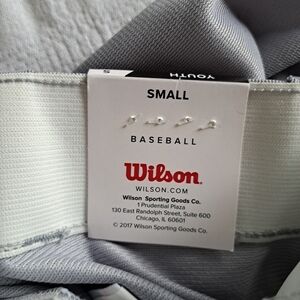 YOUTH
S
SMALL
BASEBALL
Wilson
WILSON.COM
Wilson Sporting Goods Co.
1 Prudential Plaza
130 East Randolph Street, Suite 600
Chicago, IL 60601
© 2017 Wilson Sporting Goods Co.